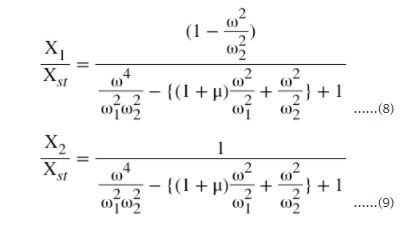 X₁/X_st = (1 − ω²/ω₂²) / (ω⁴/(ω₁²ω₂²) − {(1 + μ)ω²/ω₁² + ω²/ω₂²} + 1) ......(8)
X₂/X_st = 1 / (ω⁴/(ω₁²ω₂²) − {(1 + μ)ω²/ω₁² + ω²/ω₂²} + 1) ......(9)